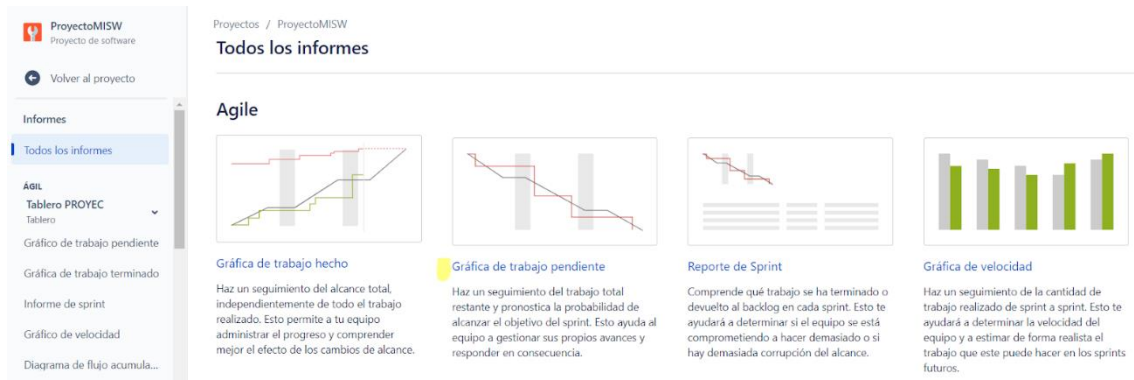 ProyectoMISW
Proyecto de software
Volver al proyecto
Informes
Todos los informes
ÁGIL
Tablero PROYEC
Tablero
Gráfico de trabajo pendiente
Gráfica de trabajo terminado
Informe de sprint
Gráfico de velocidad
Diagrama de flujo acumula...
Proyectos / ProyectoMISW
Todos los informes
Agile
Gráfica de trabajo hecho
Haz un seguimiento del alcance total,
independientemente de todo el trabajo
realizado. Esto permite a tu equipo
administrar el progreso y comprender
mejor el efecto de los cambios de alcance.
Gráfica de trabajo pendiente
Haz un seguimiento del trabajo total
restante y pronostica la probabilidad de
alcanzar el objetivo del sprint. Esto ayuda al
equipo a gestionar sus propios avances y
responder en consecuencia.
Reporte de Sprint
Comprende qué trabajo se ha terminado o
devuelto al backlog en cada sprint. Esto te
ayudará a determinar si el equipo se está
comprometiendo a hacer demasiado o si
hay demasiada corrupción del alcance.
Gráfica de velocidad
Haz un seguimiento de la cantidad de
trabajo realizado de sprint a sprint. Esto te
ayudará a determinar la velocidad del
equipo y a estimar de forma realista el
trabajo que este puede hacer en los sprints
futuros.